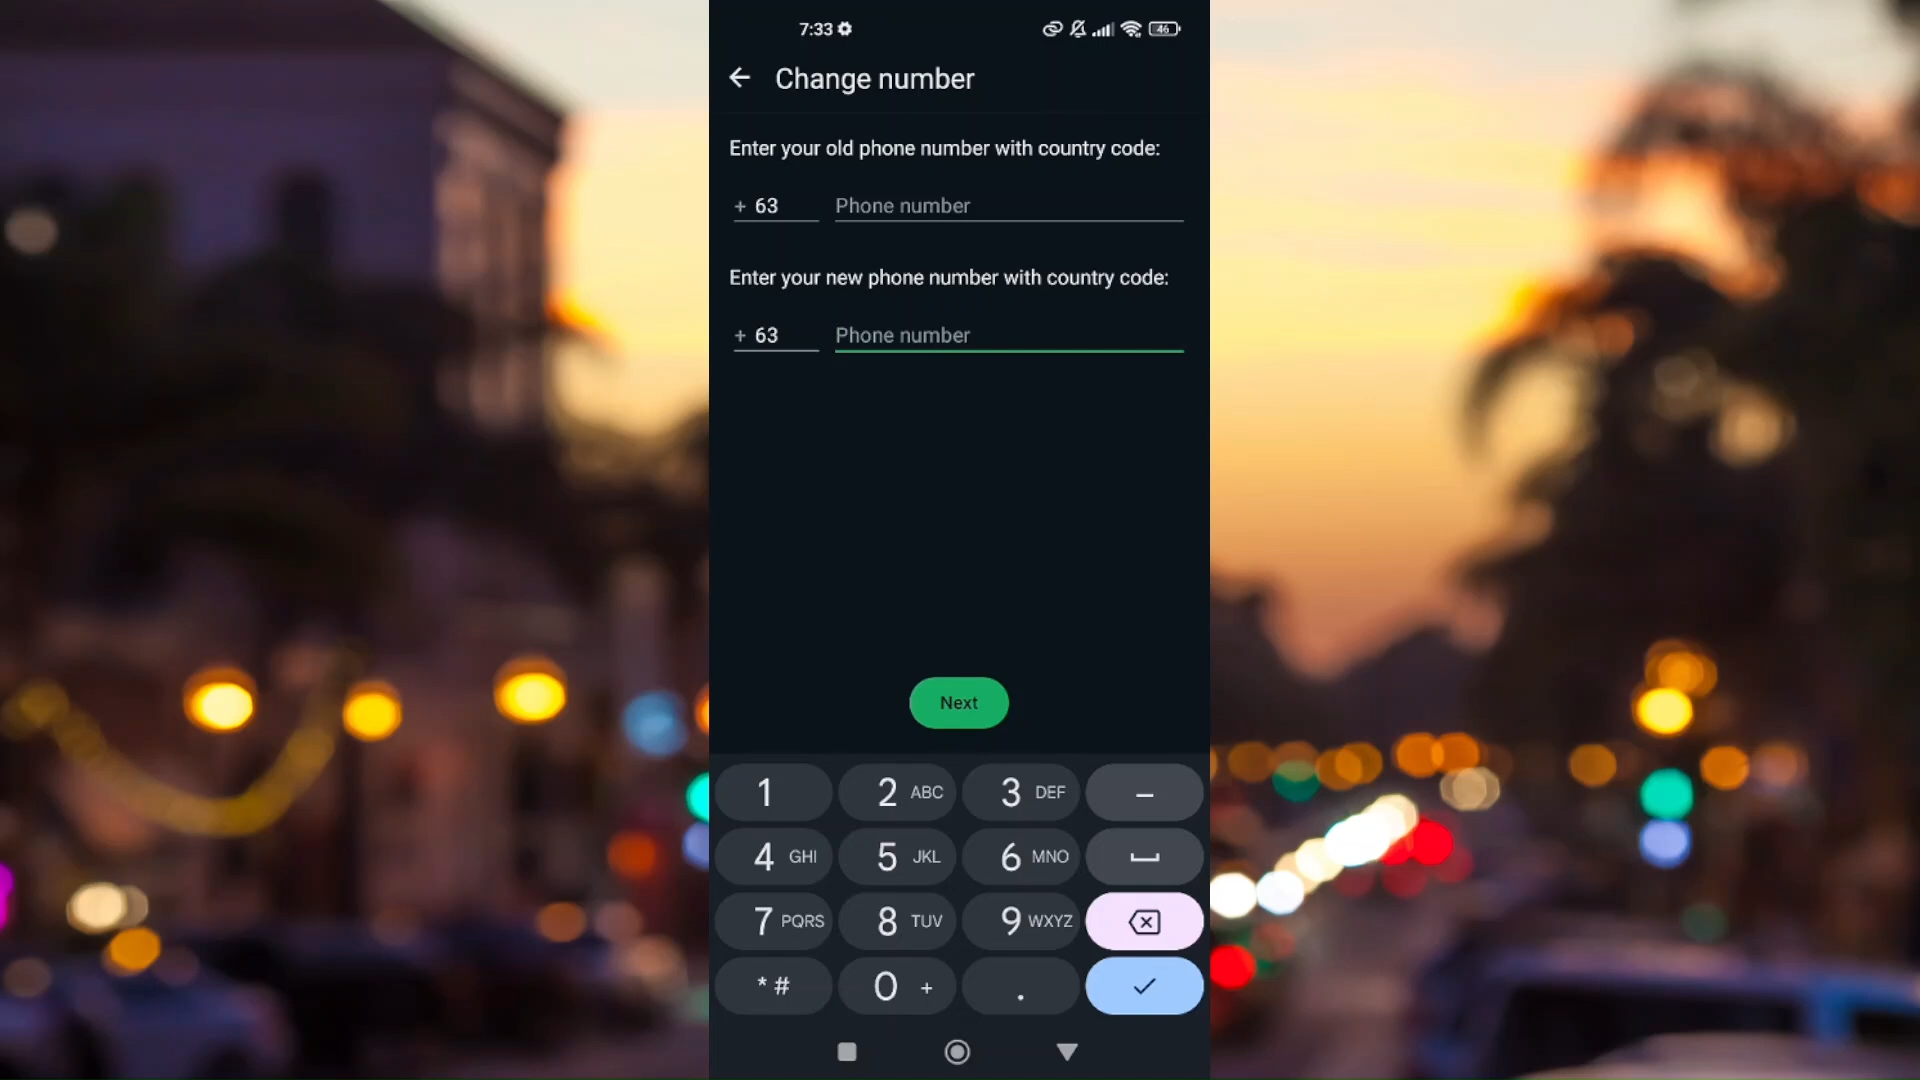 7:33 46
Change number
Enter your old phone number with country code:
+ 63 Phone number
Enter your new phone number with country code:
+ 63 Phone number
Next
1 2 ABC 3 DEF –
4 GHI 5 JKL 6 MNO
7 PQRS 8 TUV 9 WXYZ
* # 0 + .